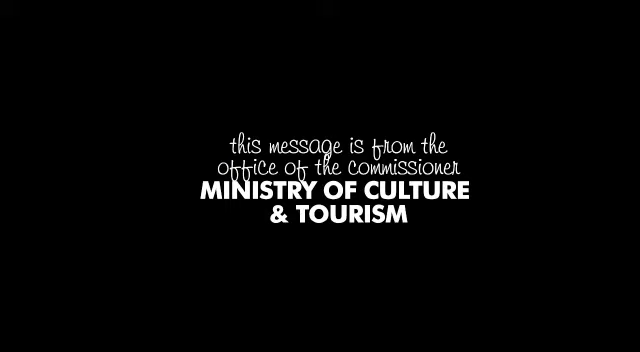 this message is from the
office of the commissioner
MINISTRY OF CULTURE
& TOURISM